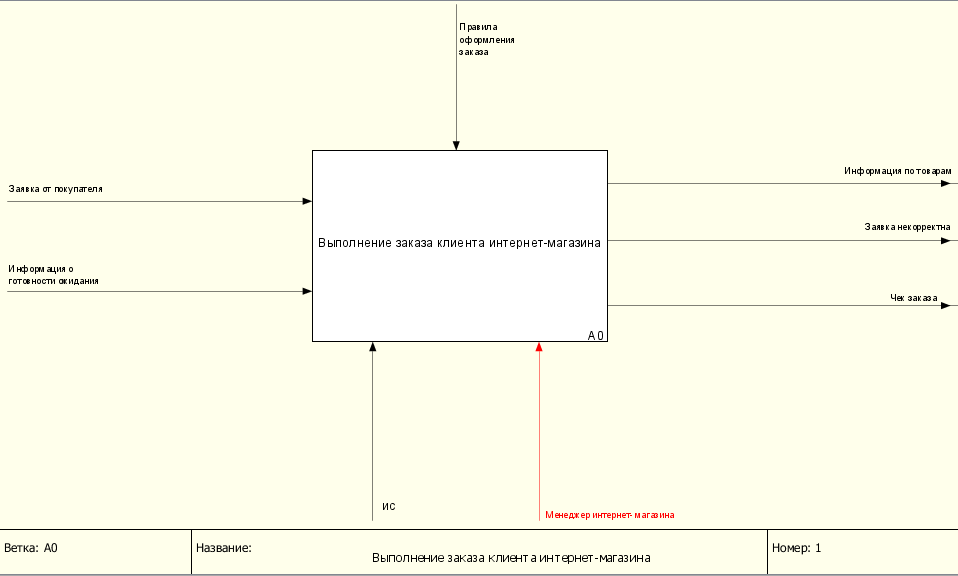 Правила
оформления
заказа
Заявка от покупателя
Информация о
готовности ожидания
Выполнение заказа клиента интернет-магазина
А0
Информация по товарам
Заявка некорректна
Чек заказа
ИС
Менеджер интернет-магазина
Ветка: А0
Название:
Выполнение заказа клиента интернет-магазина
Номер: 1